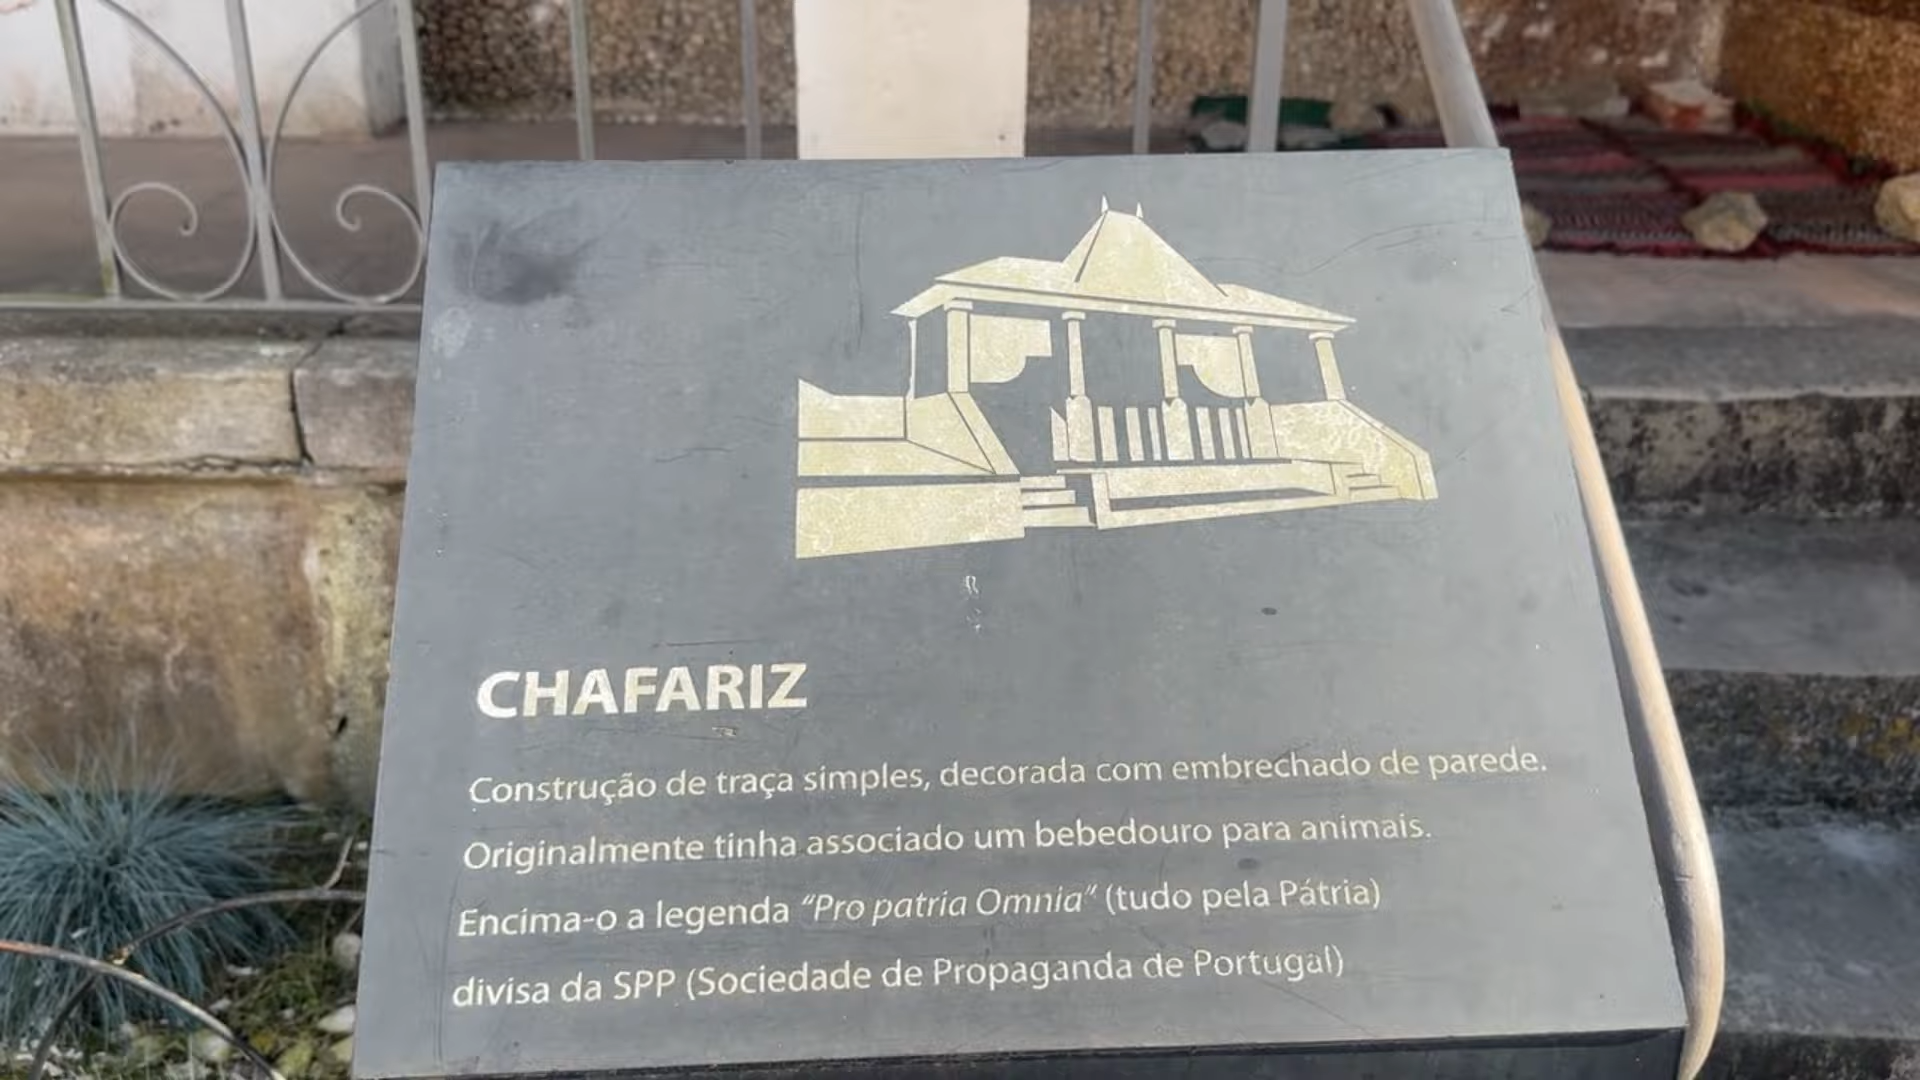 CHAFARIZ
Construção de traça simples, decorada com embrechado de parede.
Originalmente tinha associado um bebedouro para animais.
Encima-o a legenda “Pro patria Omnia“ (tudo pela Pátria)
divisa da SPP (Sociedade de Propaganda de Portugal)